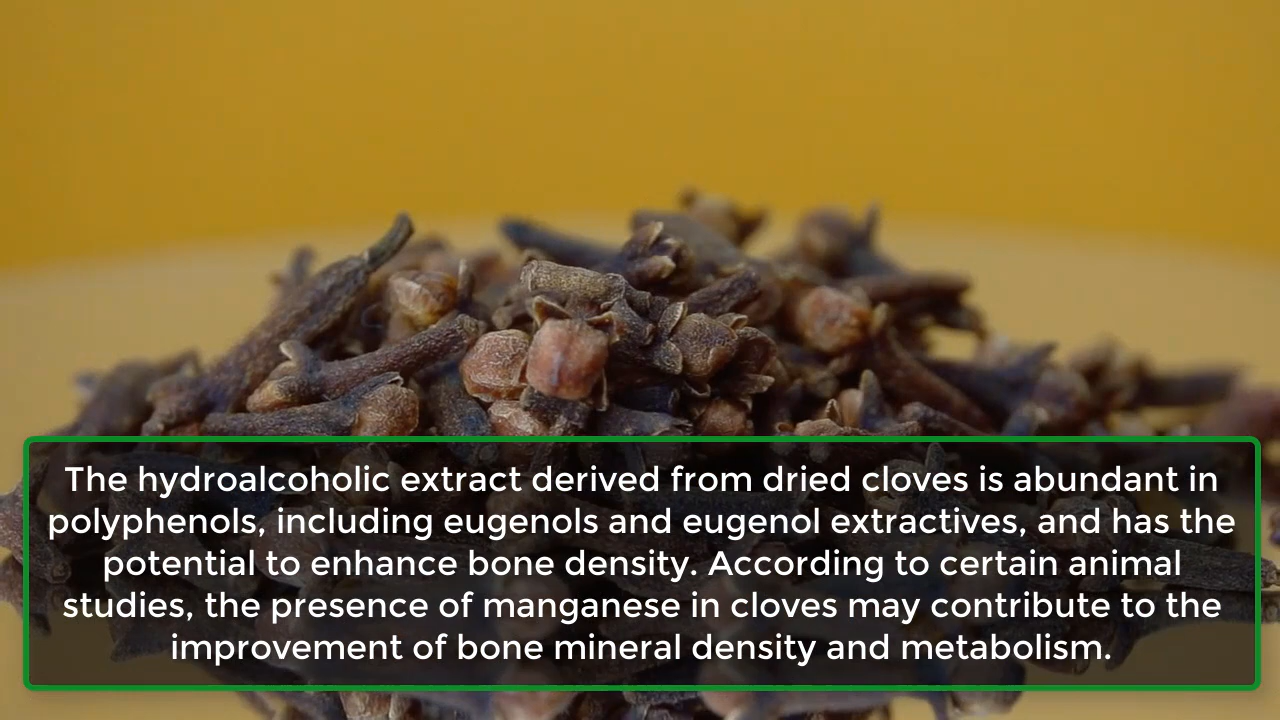 The hydroalcoholic extract derived from dried cloves is abundant in
polyphenols, including eugenols and eugenol extractives, and has the
potential to enhance bone density. According to certain animal
studies, the presence of manganese in cloves may contribute to the
improvement of bone mineral density and metabolism.